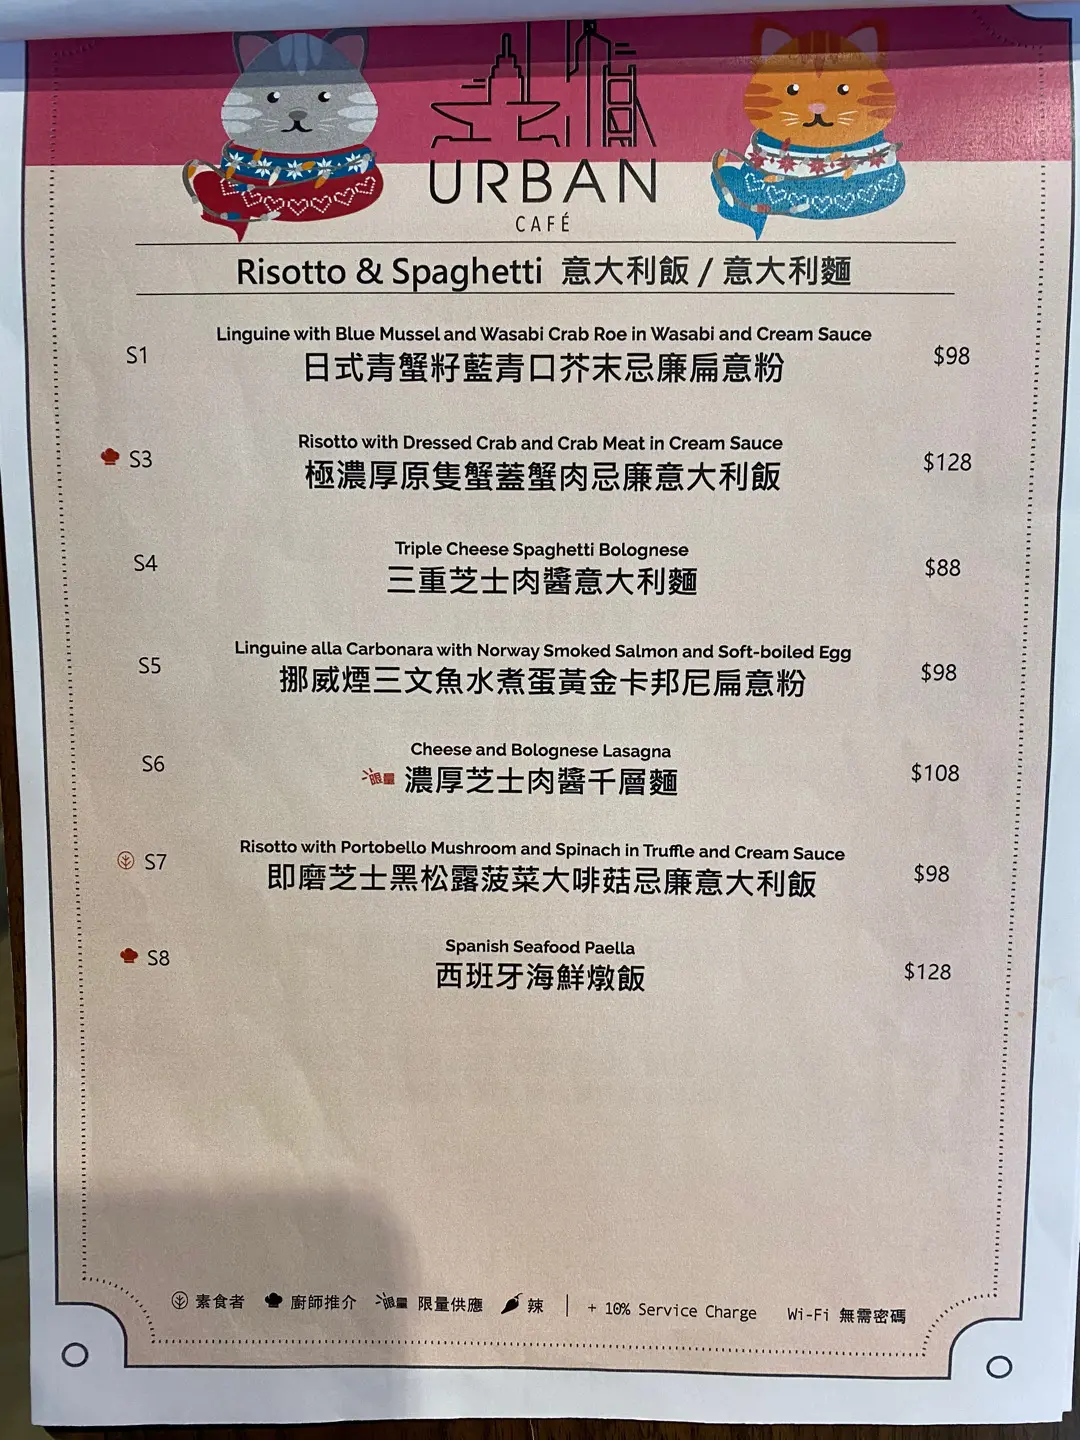 URBAN
CAFÉ
Risotto & Spaghetti 意大利飯 / 意大利麵
Linguine with Blue Mussel and Wasabi Crab Roe in Wasabi and Cream Sauce
S1 日式青蟹籽藍青口芥末忌廉扁意粉 $98
Risotto with Dressed Crab and Crab Meat in Cream Sauce
S3 極濃厚原隻蟹蓋蟹肉忌廉意大利飯 $128
Triple Cheese Spaghetti Bolognese
S4 三重芝士肉醬意大利麵 $88
Linguine alla Carbonara with Norway Smoked Salmon and Soft-boiled Egg
S5 挪威煙三文魚水煮蛋黃金卡邦尼扁意粉 $98
Cheese and Bolognese Lasagna
S6 限量 濃厚芝士肉醬千層麵 $108
Risotto with Portobello Mushroom and Spinach in Truffle and Cream Sauce
S7 即磨芝士黑松露菠菜大啡菇忌廉意大利飯 $98
Spanish Seafood Paella
S8 西班牙海鮮燉飯 $128
素食者 廚師推介 限量 限量供應 辣 | + 10% Service Charge Wi-Fi 無需密碼